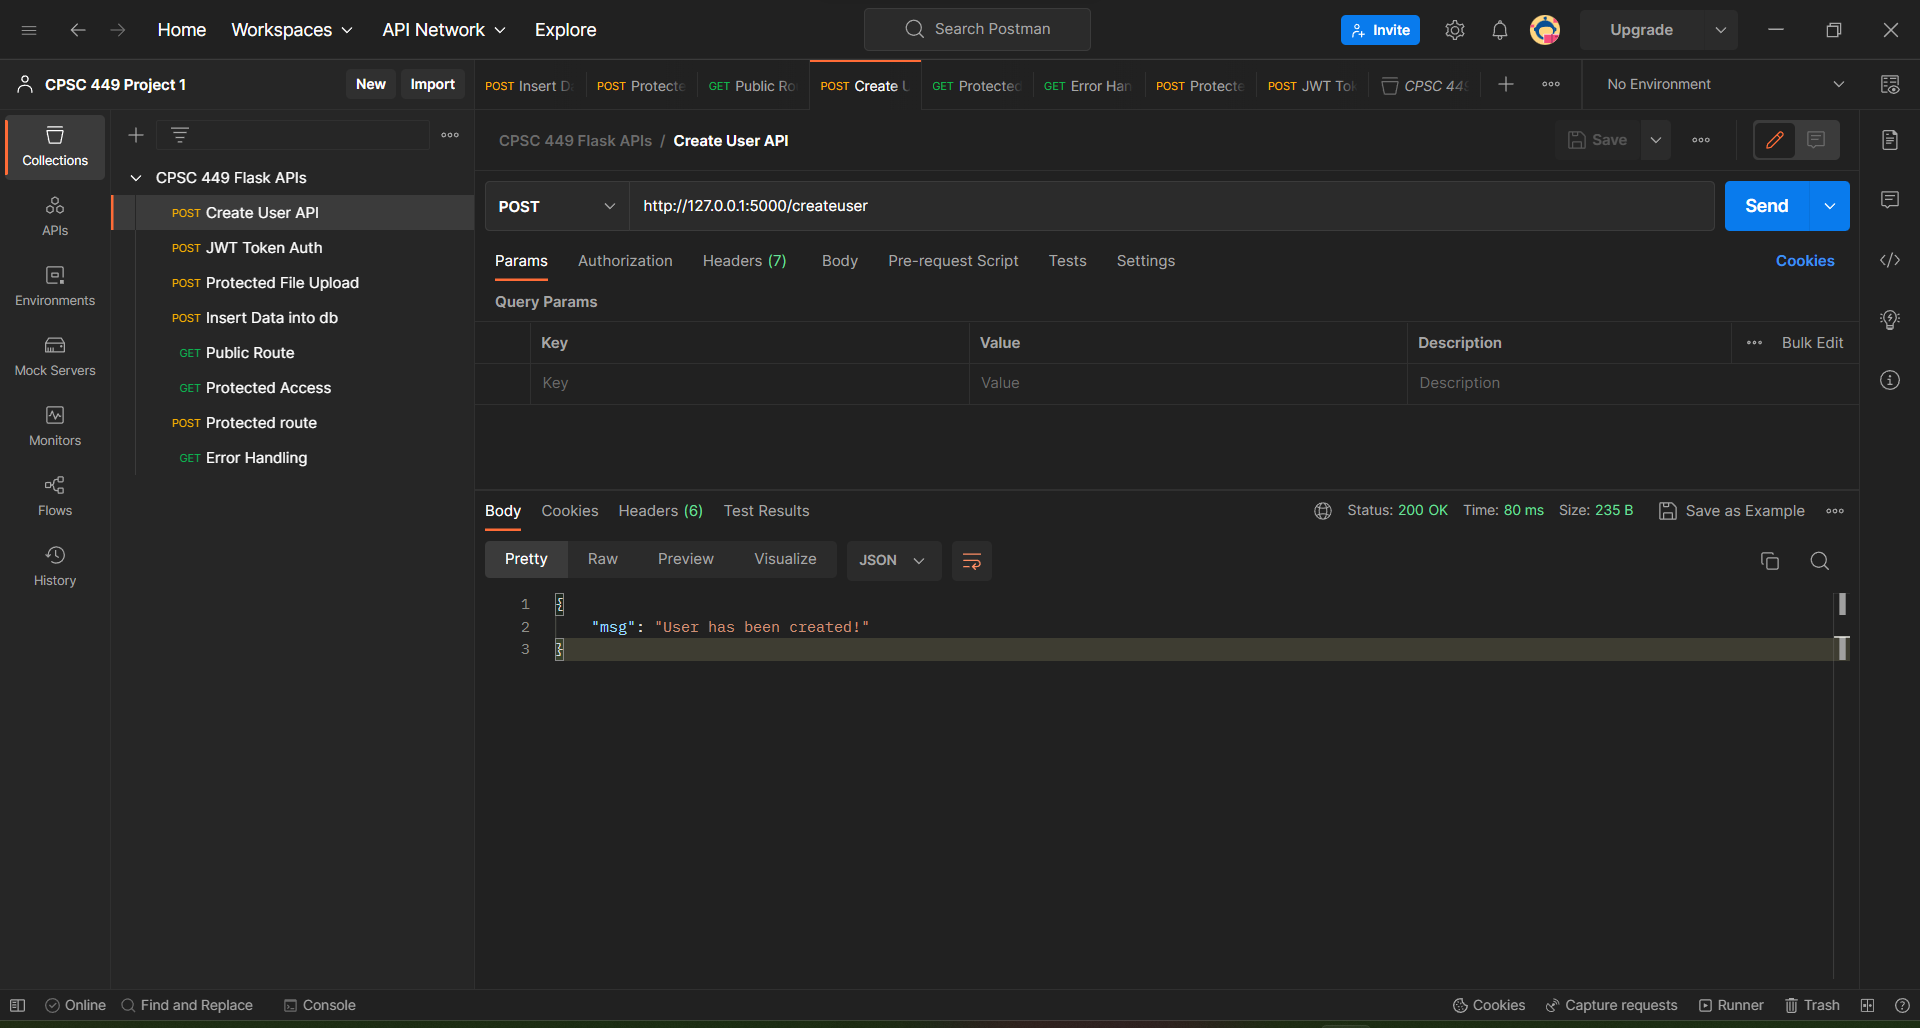 Home Workspaces API Network Explore Search Postman Invite Upgrade
CPSC 449 Project 1 New Import
POST Insert D POST Protecte GET Public Ro POST Create U GET Protected GET Error Han POST Protecte POST JWT Tok CPSC 449 No Environment
Collections
APIs
Environments
Mock Servers
Monitors
Flows
History
CPSC 449 Flask APIs
POST Create User API
POST JWT Token Auth
POST Protected File Upload
POST Insert Data into db
GET Public Route
GET Protected Access
POST Protected route
GET Error Handling
CPSC 449 Flask APIs / Create User API Save
POST http://127.0.0.1:5000/createuser Send
Params Authorization Headers (7) Body Pre-request Script Tests Settings Cookies
Query Params
Key Value Description Bulk Edit
Key Value Description
Body Cookies Headers (6) Test Results Status: 200 OK Time: 80 ms Size: 235 B Save as Example
Pretty Raw Preview Visualize JSON
1 {
2 "msg": "User has been created!"
3 }
Online Find and Replace Console Cookies Capture requests Runner Trash